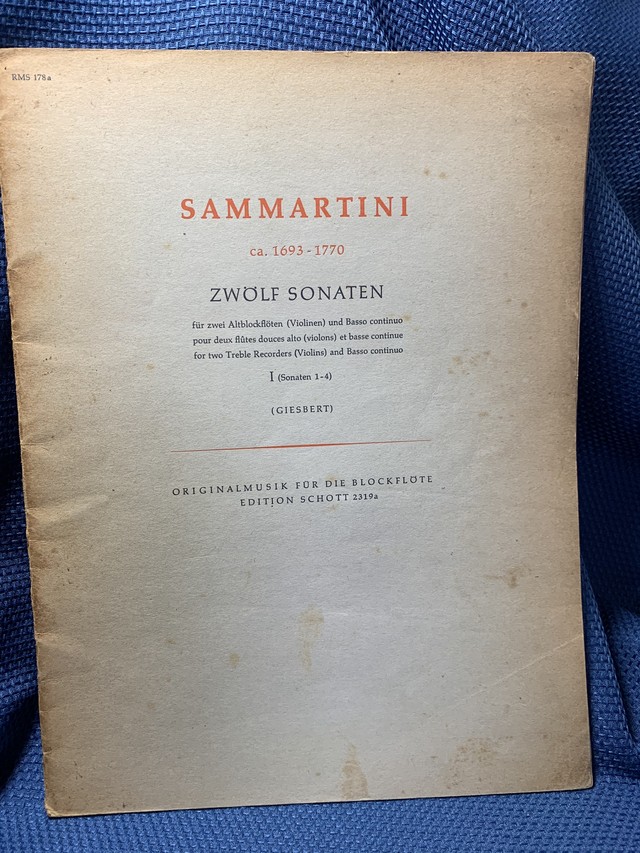 RMS 178a
SAMMARTINI
ca. 1693 - 1770
ZWÖLF SONATEN
für zwei Altblockflöten (Violinen) und Basso continuo
pour deux flûtes douces alto (violons) et basse continue
for two Treble Recorders (Violins) and Basso continuo
I (Sonaten 1-4)
(GIESBERT)
ORIGINALMUSIK FÜR DIE BLOCKFLÖTE
EDITION SCHOTT 2319a